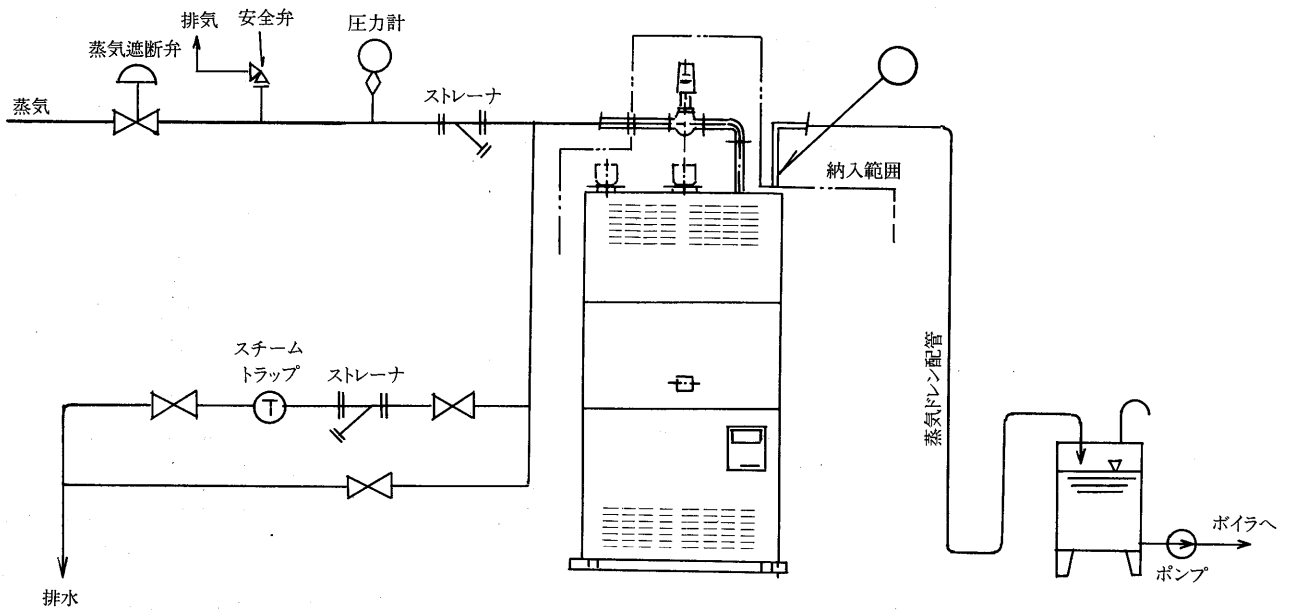 排気
安全弁
圧力計
蒸気遮断弁
ストレーナ
蒸気
納入範囲
スチーム
トラップ
ストレーナ
T
蒸気ドレン配管
ボイラへ
ポンプ
排水